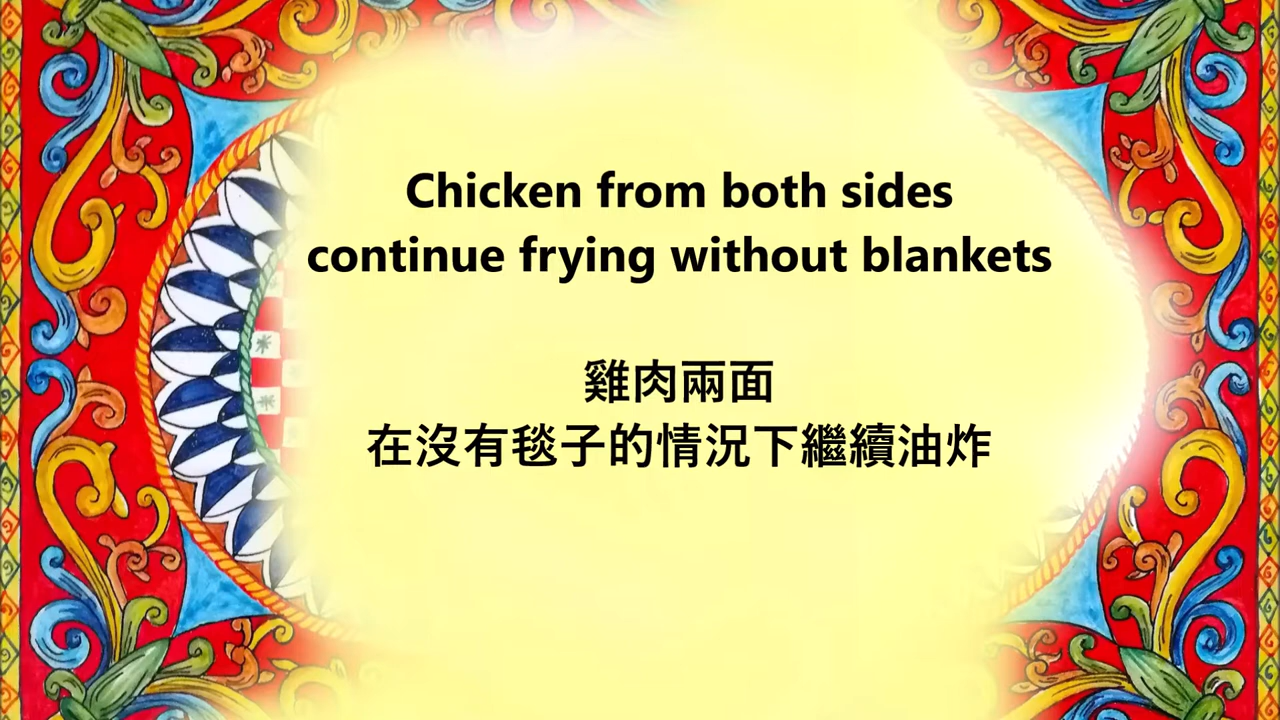 Chicken from both sides
continue frying without blankets
雞肉兩面
在沒有毯子的情況下繼續油炸